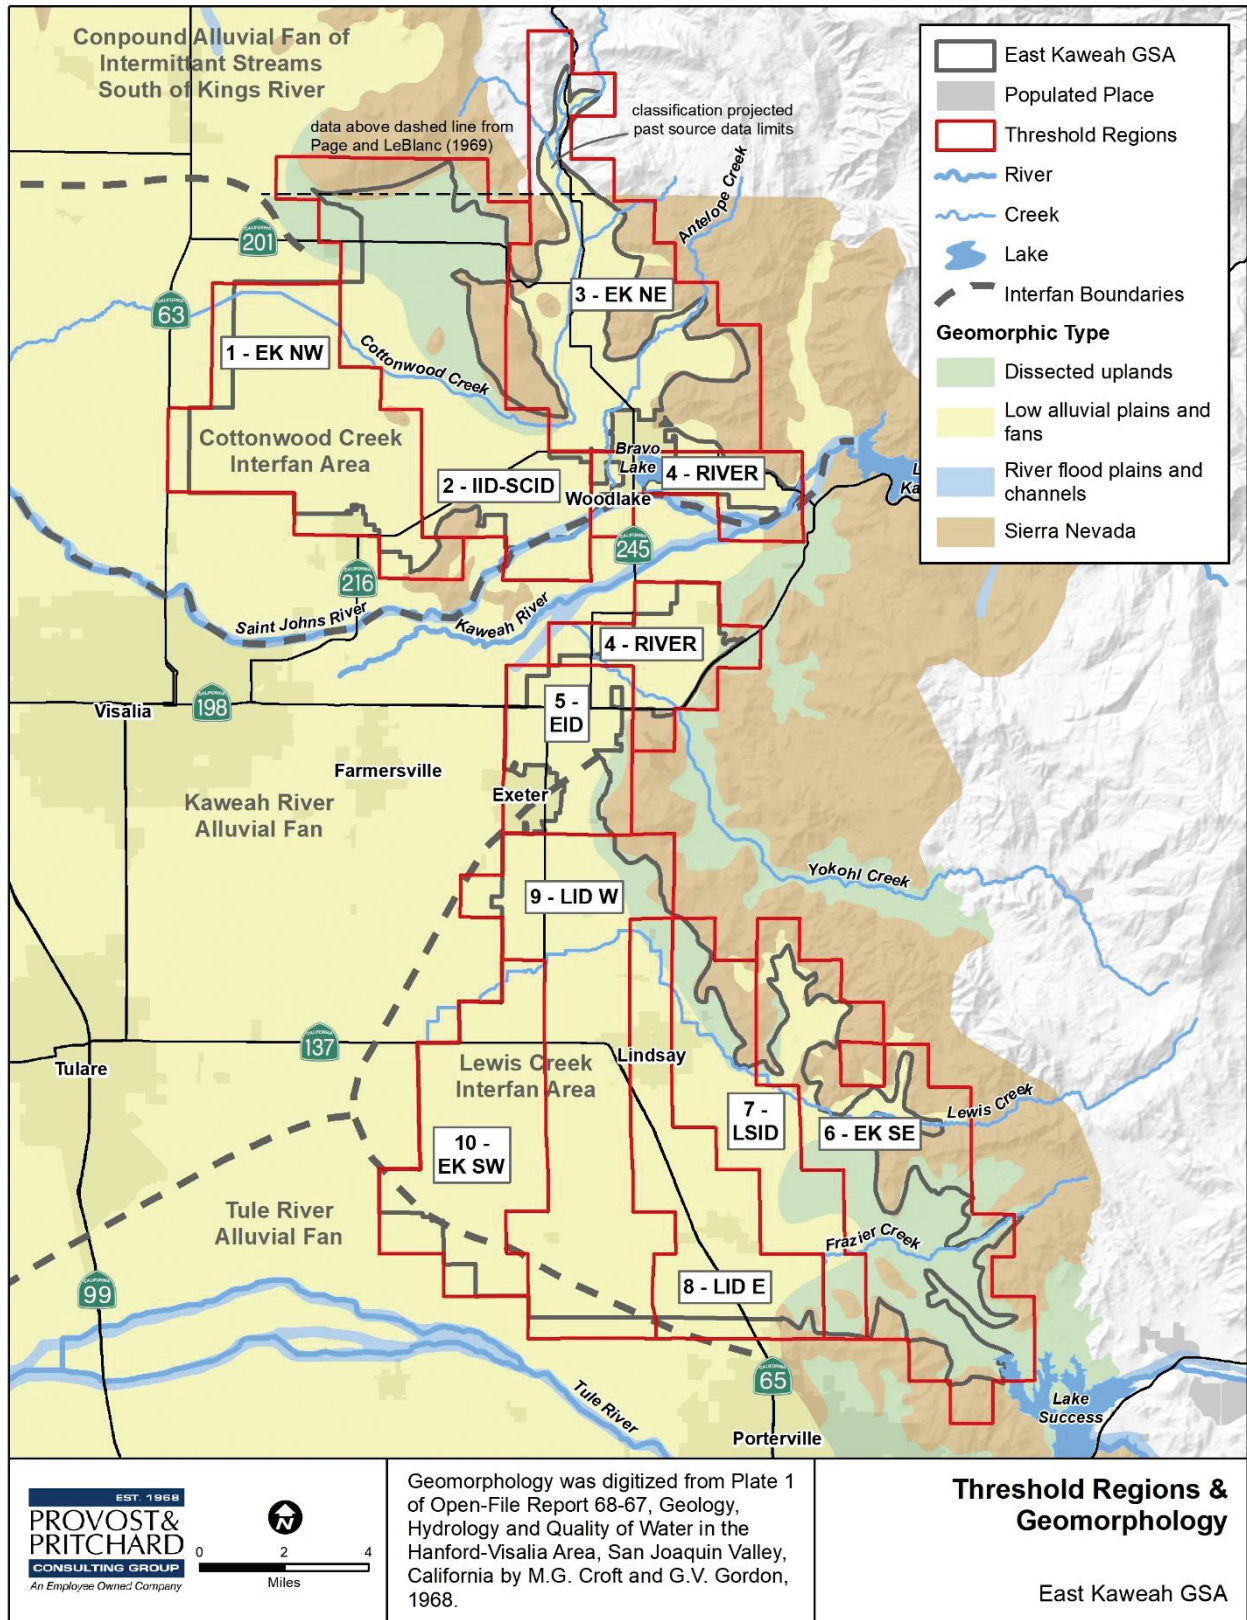 Conpound Alluvial Fan of
Intermittant Streams
South of Kings River
data above dashed line from
Page and LeBlanc (1969)
classification projected
past source data limits
East Kaweah GSA
Populated Place
Threshold Regions
River
Creek
Lake
Interfan Boundaries
Geomorphic Type
Dissected uplands
Low alluvial plains and
fans
River flood plains and
channels
Sierra Nevada
Antelope Creek
CALIFORNIA
201
CALIFORNIA
63
3 - EK NE
1 - EK NW
Cottonwood Creek
Cottonwood Creek
Interfan Area
Bravo
Lake
4 - RIVER
2 - IID-SCID
Woodlake
CALIFORNIA
245
CALIFORNIA
216
Saint Johns River
Kaweah River
4 - RIVER
CALIFORNIA
198
Visalia
5 -
EID
Farmersville
Exeter
Kaweah River
Alluvial Fan
Yokohl Creek
9 - LID W
CALIFORNIA
137
Tulare
Lewis Creek
Interfan Area
Lindsay
Lewis Creek
7 -
LSID
6 - EK SE
10 -
EK SW
Tule River
Alluvial Fan
Frazier Creek
CALIFORNIA
99
8 - LID E
CALIFORNIA
65
Tule River
Lake
Success
Porterville
EST. 1968
PROVOST&
PRITCHARD
CONSULTING GROUP
An Employee Owned Company
N
0 2 4
Miles
Geomorphology was digitized from Plate 1
of Open-File Report 68-67, Geology,
Hydrology and Quality of Water in the
Hanford-Visalia Area, San Joaquin Valley,
California by M.G. Croft and G.V. Gordon,
1968.
Threshold Regions &
Geomorphology
East Kaweah GSA